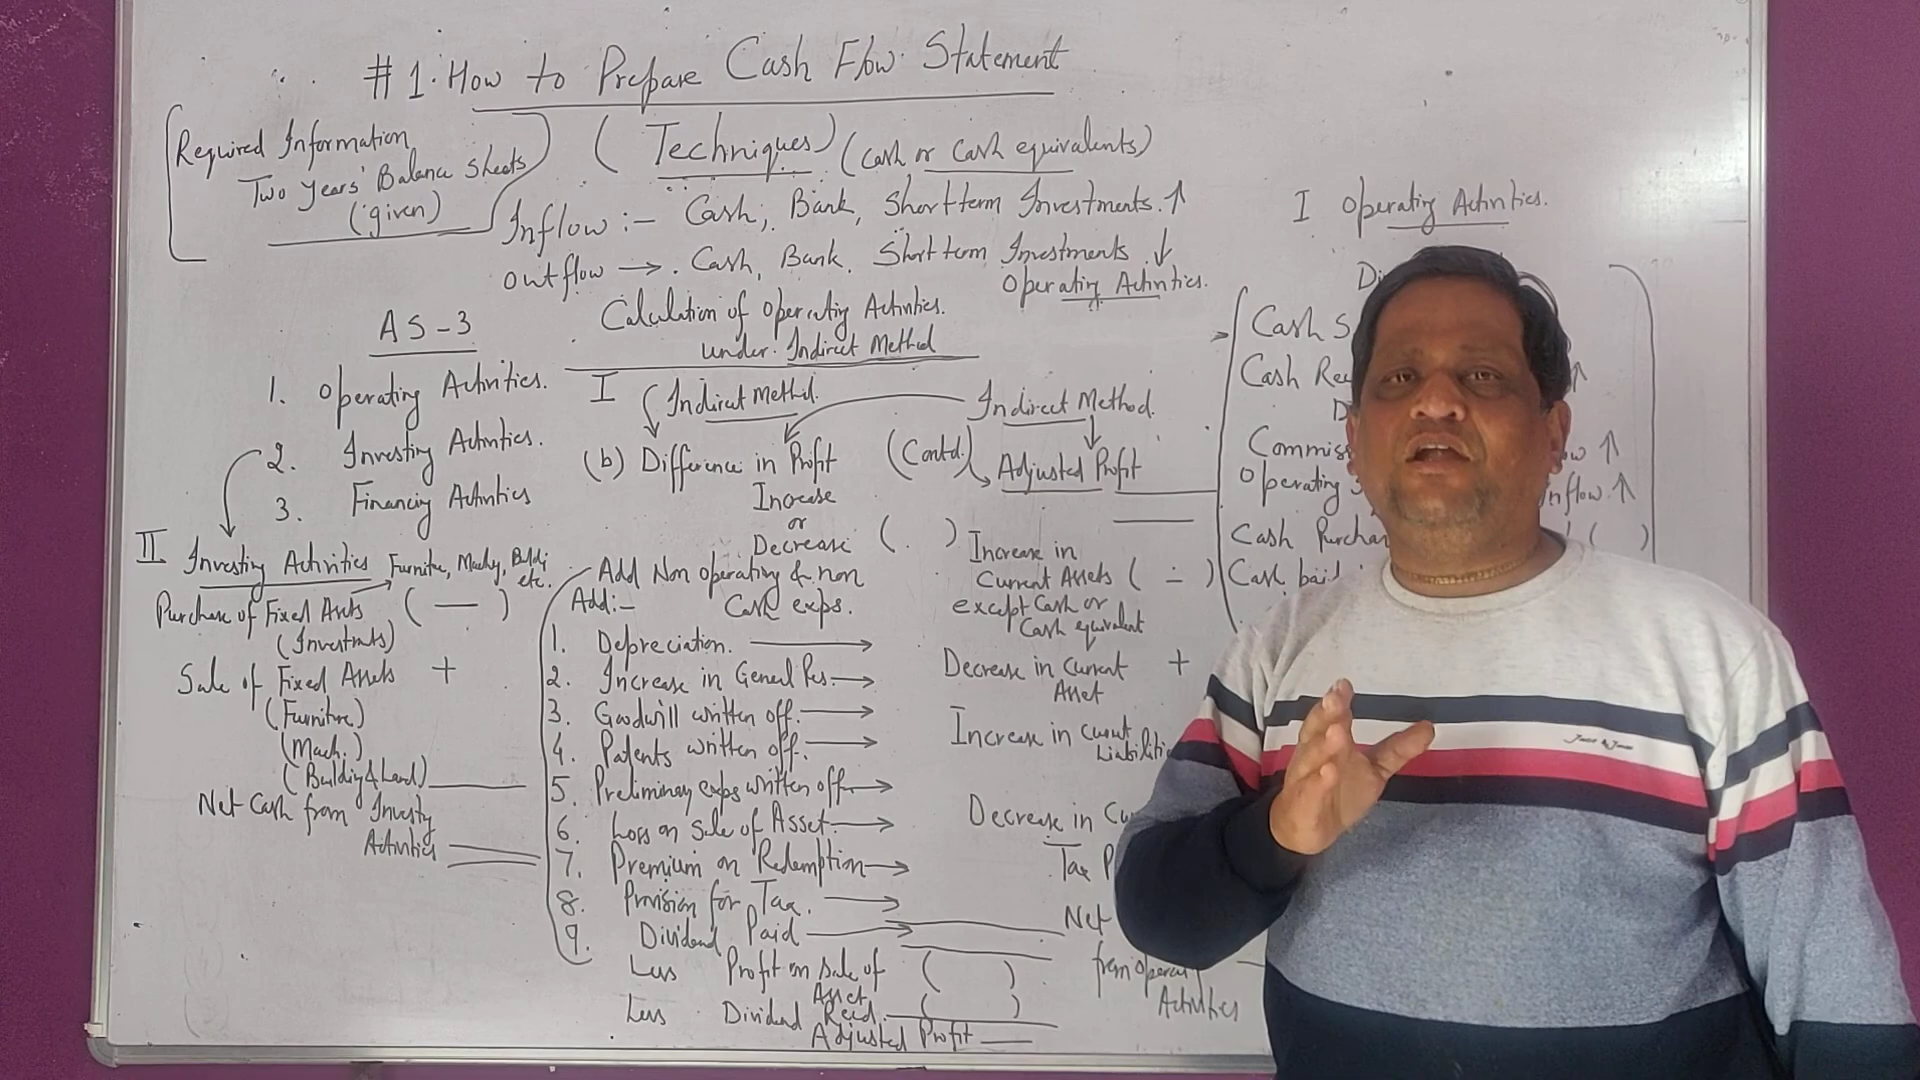 #1. How to Prepare Cash Flow Statement
(Techniques) (Cash or Cash equivalents)
Required Information
Two Years' Balance Sheets
(given)
Inflow :- Cash, Bank, Short term Investments. ↑
Outflow → Cash, Bank, Short term Investments ↓
Operating Activities.
AS-3
1. Operating Activities.
2. Investing Activities.
3. Financing Activities
II Investing Activities Furniture, Machy, Buldi
etc.
Purchase of Fixed Assets ( — )
(Investments)
Sale of Fixed Assets +
(Furniture)
(Mach.)
(Building & Land)
Net Cash from Investg
Activities
Calculation of Operating Activities.
under Indirect Method
I Indirect Method.
(b) Difference in Profit
Increase
or
Decrease ( . )
Add Non operating & non
Add:- Cash exps.
1. Depreciation. →
2. Increase in General Res. →
3. Goodwill written off. →
4. Patents written off. →
5. Preliminary exps written off →
6. Loss on Sale of Asset. →
7. Premium on Redemption →
8. Provision for Tax. →
9. Dividend Paid →
Less Profit on Sale of ( )
Asset
Less Dividend Recd. ( )
Adjusted Profit —
Indirect Method.
(Contd.) Adjusted Profit
Increase in
Current Assets ( - )
except Cash or
Cash equivalent
Decrease in Current +
Asset
Increase in current
Liabilitie
Decrease in Cu
Tax P
Net
from operat
Activities
I Operating Activities.
Di
Cash S
Cash Rec ↑
D
Commiss ow ↑
Operating Inflow ↑
Cash Purchas ( )
Cash paid